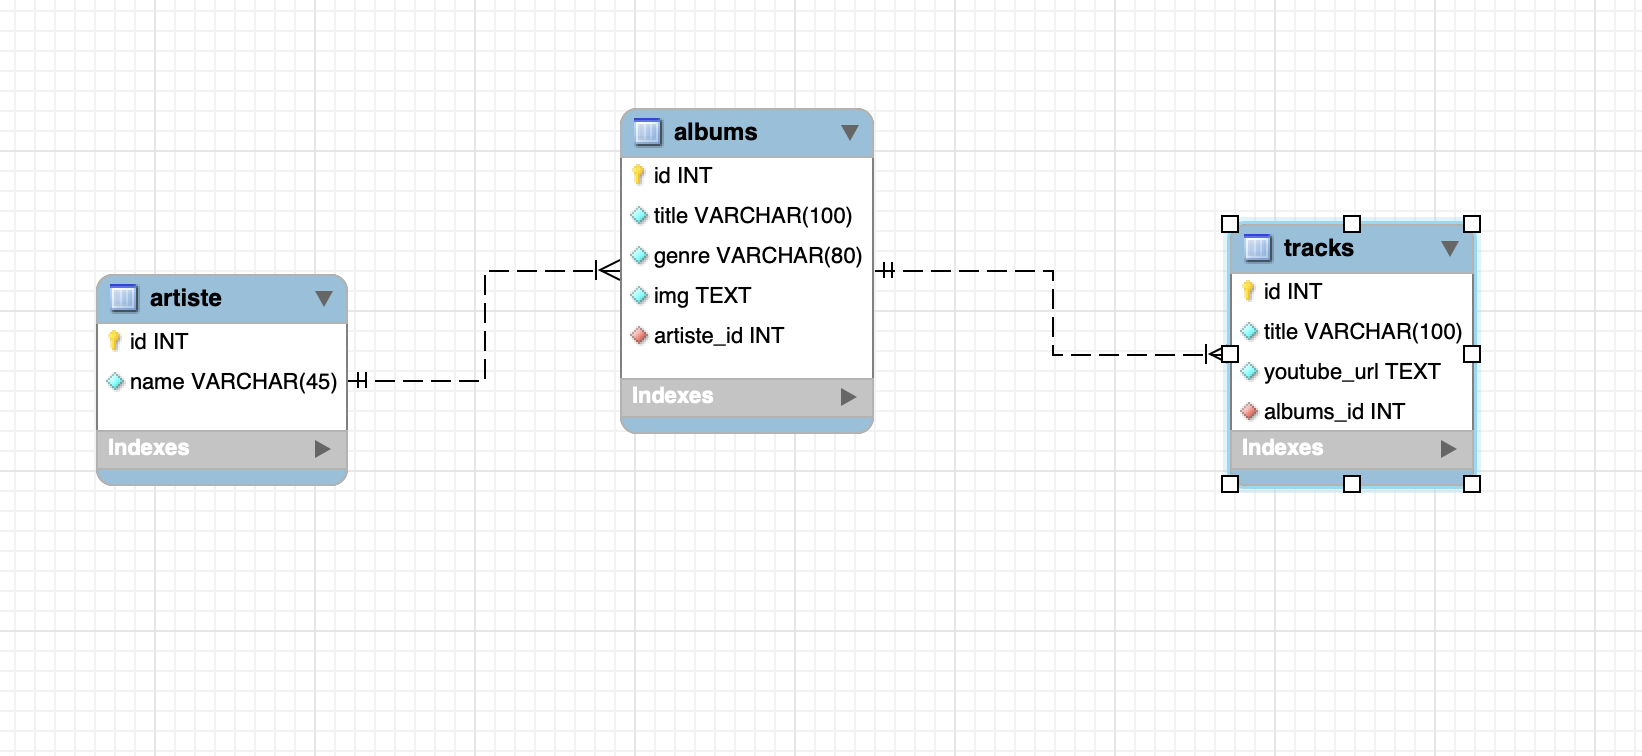 artiste
id INT
name VARCHAR(45)
Indexes
albums
id INT
title VARCHAR(100)
genre VARCHAR(80)
img TEXT
artiste_id INT
Indexes
tracks
id INT
title VARCHAR(100)
youtube_url TEXT
albums_id INT
Indexes